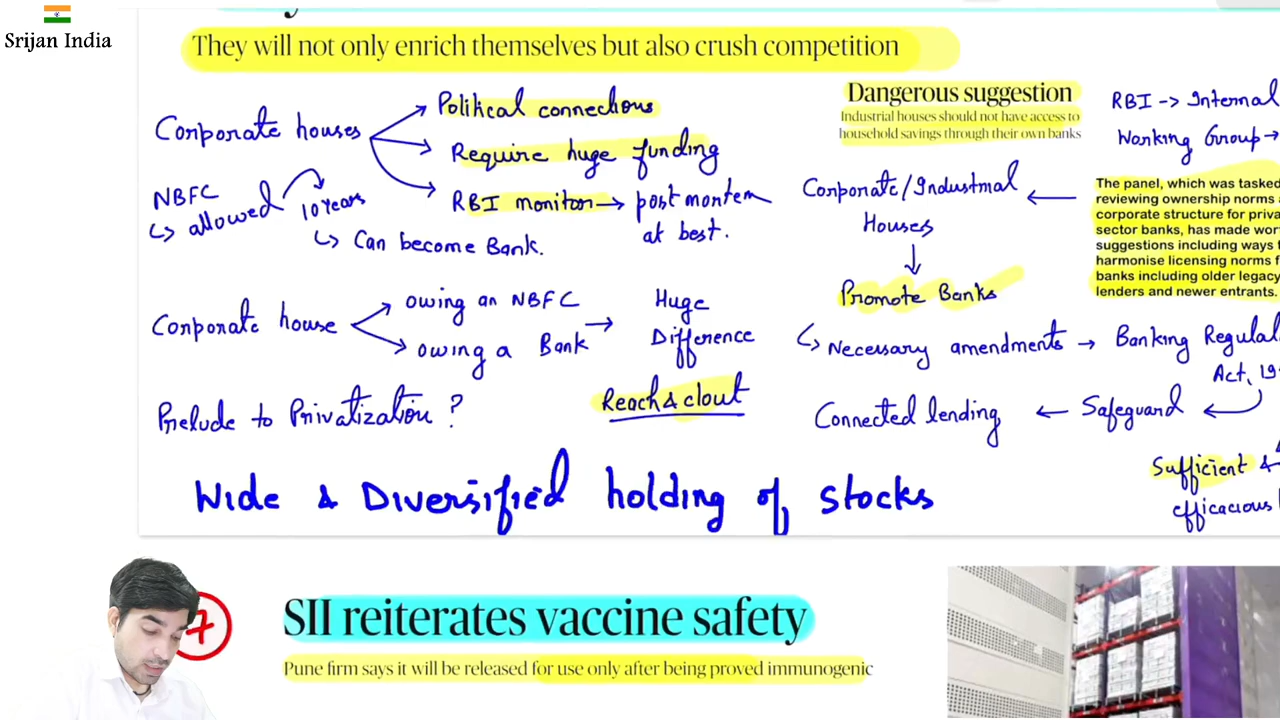 Srijan India
They will not only enrich themselves but also crush competition
Corporate houses
Political connections
Require huge funding
RBI monitor → post mortem
at best.
NBFC
↳ allowed
10 Years
↳ Can become Bank.
Corporate house
owing an NBFC
owing a Bank →
Huge
Difference
Reach & clout
Prelude to Privatization ?
Wide & Diversified holding of stocks
Dangerous suggestion
Industrial houses should not have access to
household savings through their own banks
RBI -> Internal
Working Group →
The panel, which was tasked
reviewing ownership norms
corporate structure for
sector banks, has made
suggestions including ways
harmonise licensing norms
banks including older legacy
lenders and newer entrants.
Corporate/Industrial ←
Houses
↓
Promote Banks
↳ Necessary amendments → Banking
Act,
Connected lending ← Safeguard ←
Sufficient &
efficacious
7
SII reiterates vaccine safety
Pune firm says it will be released for use only after being proved immunogenic